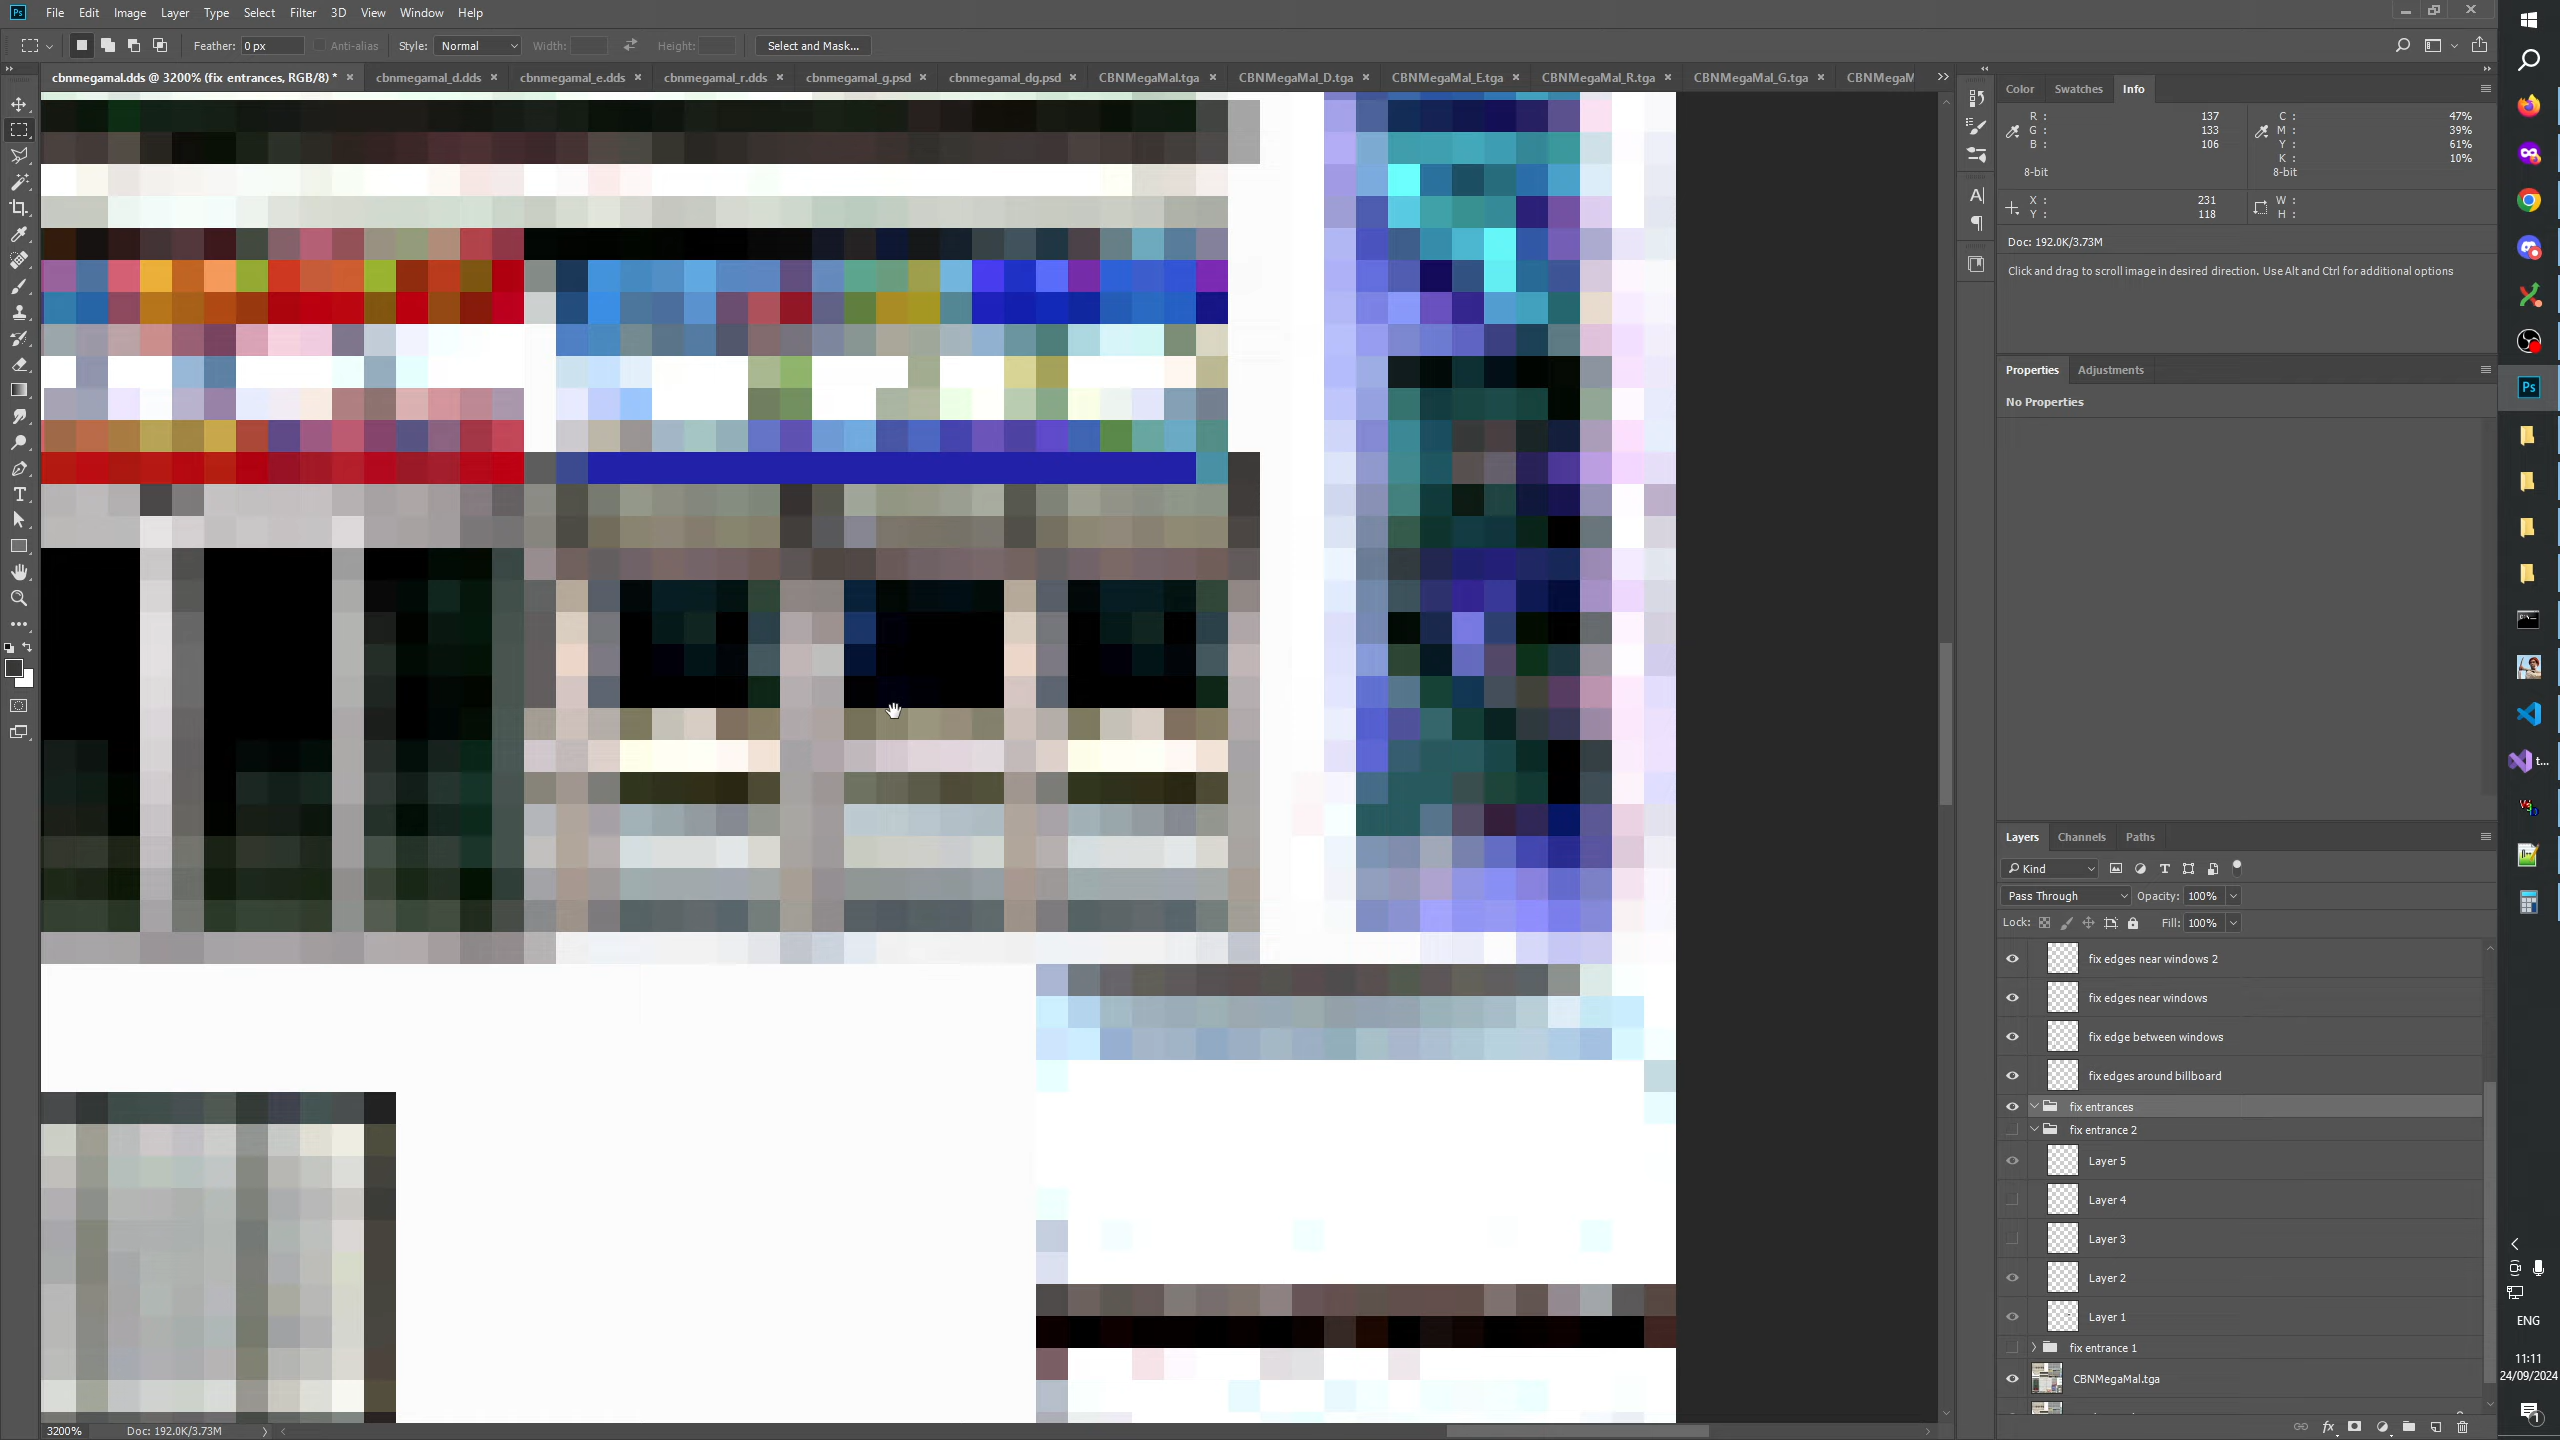 Ps File Edit Image Layer Type Select Filter 3D View Window Help
Feather: 0 px Anti-alias Style: Normal Width: Height: Select and Mask...
cbnmegamal.dds @ 3200% (fix entrances, RGB/8) * × cbnmegamal_d.dds × cbnmegamal_e.dds × cbnmegamal_r.dds × cbnmegamal_g.psd × cbnmegamal_dg.psd × CBNMegaMal.tga × CBNMegaMal_D.tga × CBNMegaMal_E.tga × CBNMegaMal_R.tga × CBNMegaMal_G.tga × CBNMegaM
Color Swatches Info
R : 137 C : 47%
G : 133 M : 39%
B : 106 Y : 61%
K : 10%
8-bit 8-bit
X : 231 W :
Y : 118 H :
Doc: 192.0K/3.73M
Click and drag to scroll image in desired direction. Use Alt and Ctrl for additional options
Properties Adjustments
No Properties
Layers Channels Paths
Kind
Pass Through Opacity: 100%
Lock: Fill: 100%
fix edges near windows 2
fix edges near windows
fix edge between windows
fix edges around billboard
fix entrances
fix entrance 2
Layer 5
Layer 4
Layer 3
Layer 2
Layer 1
fix entrance 1
CBNMegaMal.tga
fx
3200% Doc: 192.0K/3.73M
Ps
t...
ENG
11:11
24/09/2024
1